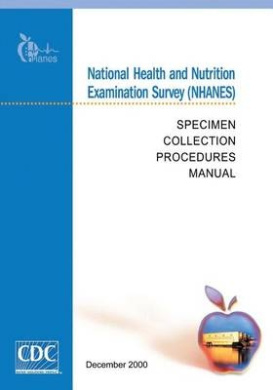 nhanes
National Health and Nutrition
Examination Survey (NHANES)
SPECIMEN
COLLECTION
PROCEDURES
MANUAL
CDC
December 2000